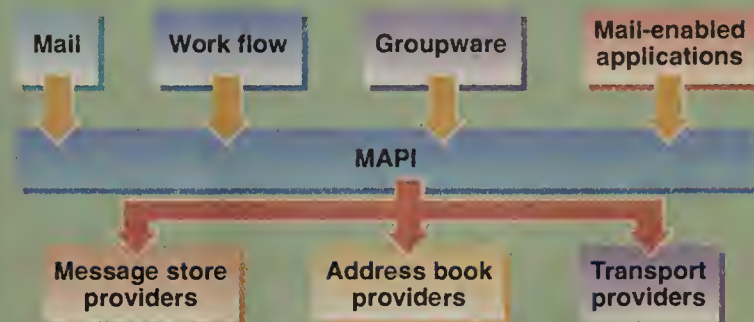 Mail
Work flow
Groupware
Mail-enabled
applications
MAPI
Message store
providers
Address book
providers
Transport
providers